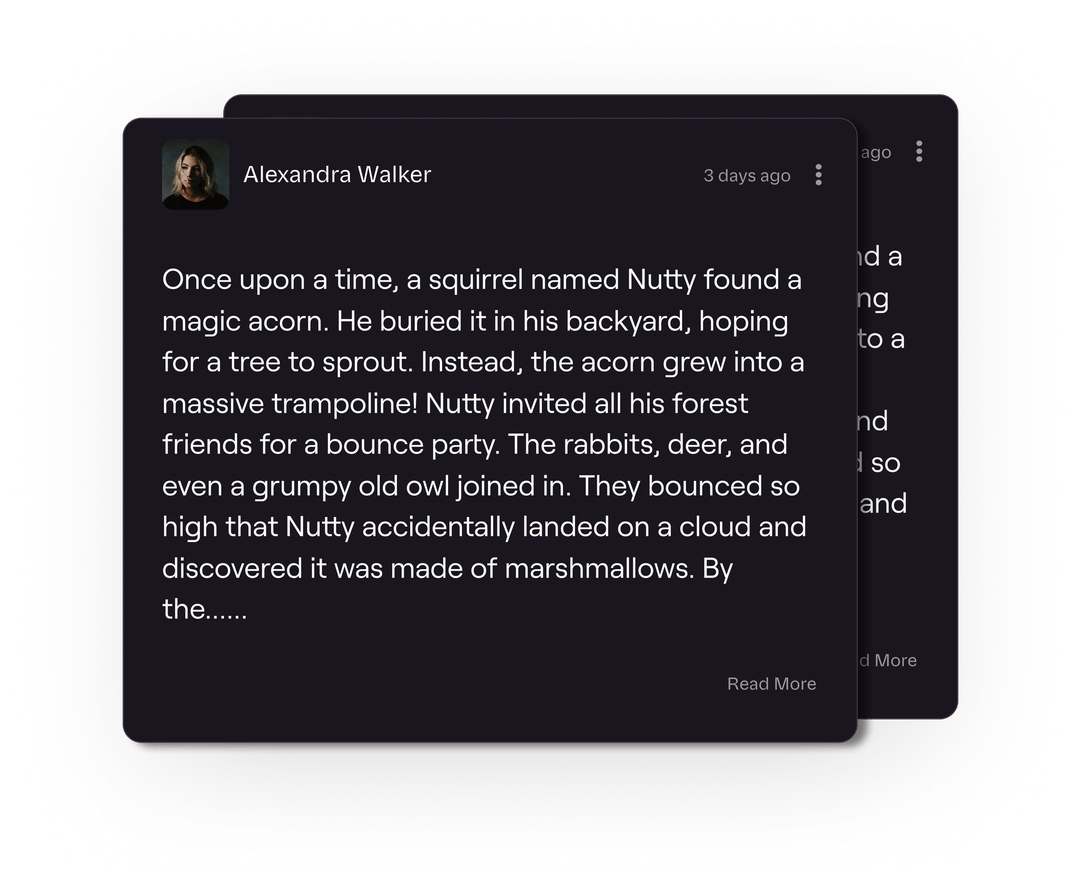 Alexandra Walker
3 days ago
Once upon a time, a squirrel named Nutty found a
magic acorn. He buried it in his backyard, hoping
for a tree to sprout. Instead, the acorn grew into a
massive trampoline! Nutty invited all his forest
friends for a bounce party. The rabbits, deer, and
even a grumpy old owl joined in. They bounced so
high that Nutty accidentally landed on a cloud and
discovered it was made of marshmallows. By
the......
Read More
ago
a
to a
so
and
More